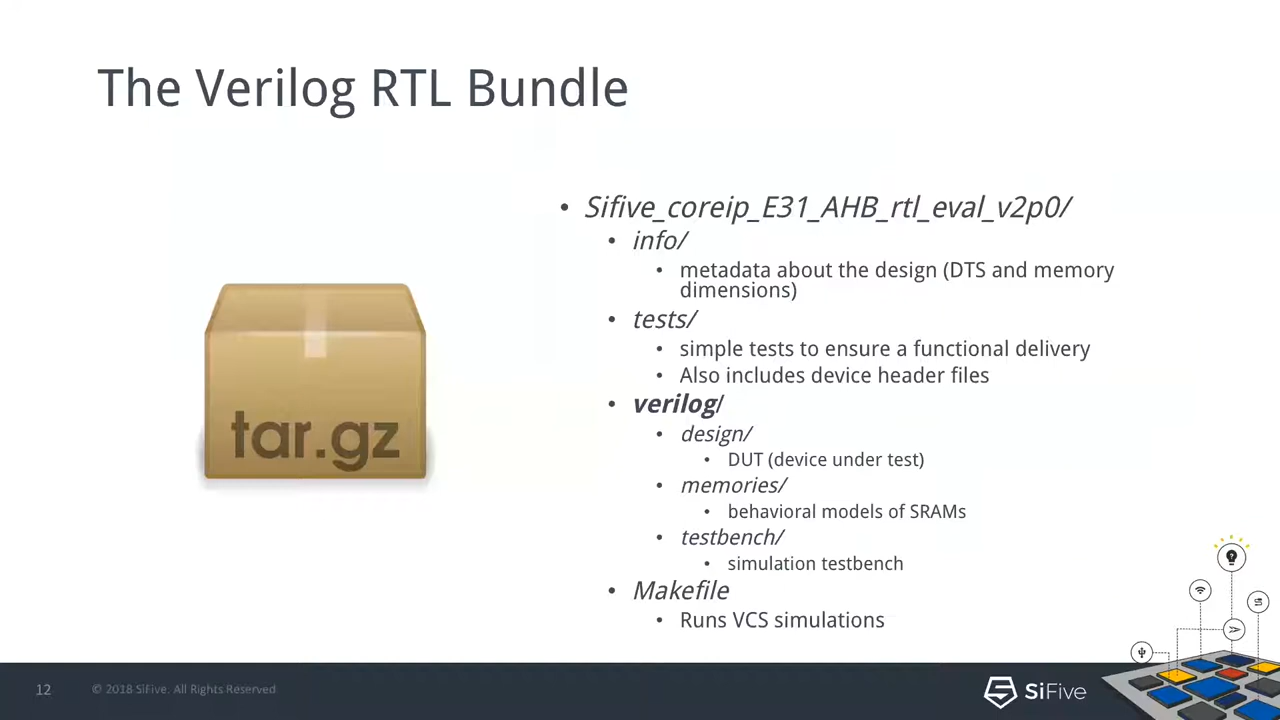 The Verilog RTL Bundle
tar.gz
• Sifive_coreip_E31_AHB_rtl_eval_v2p0/
• info/
• metadata about the design (DTS and memory
dimensions)
• tests/
• simple tests to ensure a functional delivery
• Also includes device header files
• verilog/
• design/
• DUT (device under test)
• memories/
• behavioral models of SRAMs
• testbench/
• simulation testbench
• Makefile
• Runs VCS simulations
12
© 2018 SiFive. All Rights Reserved
SiFive